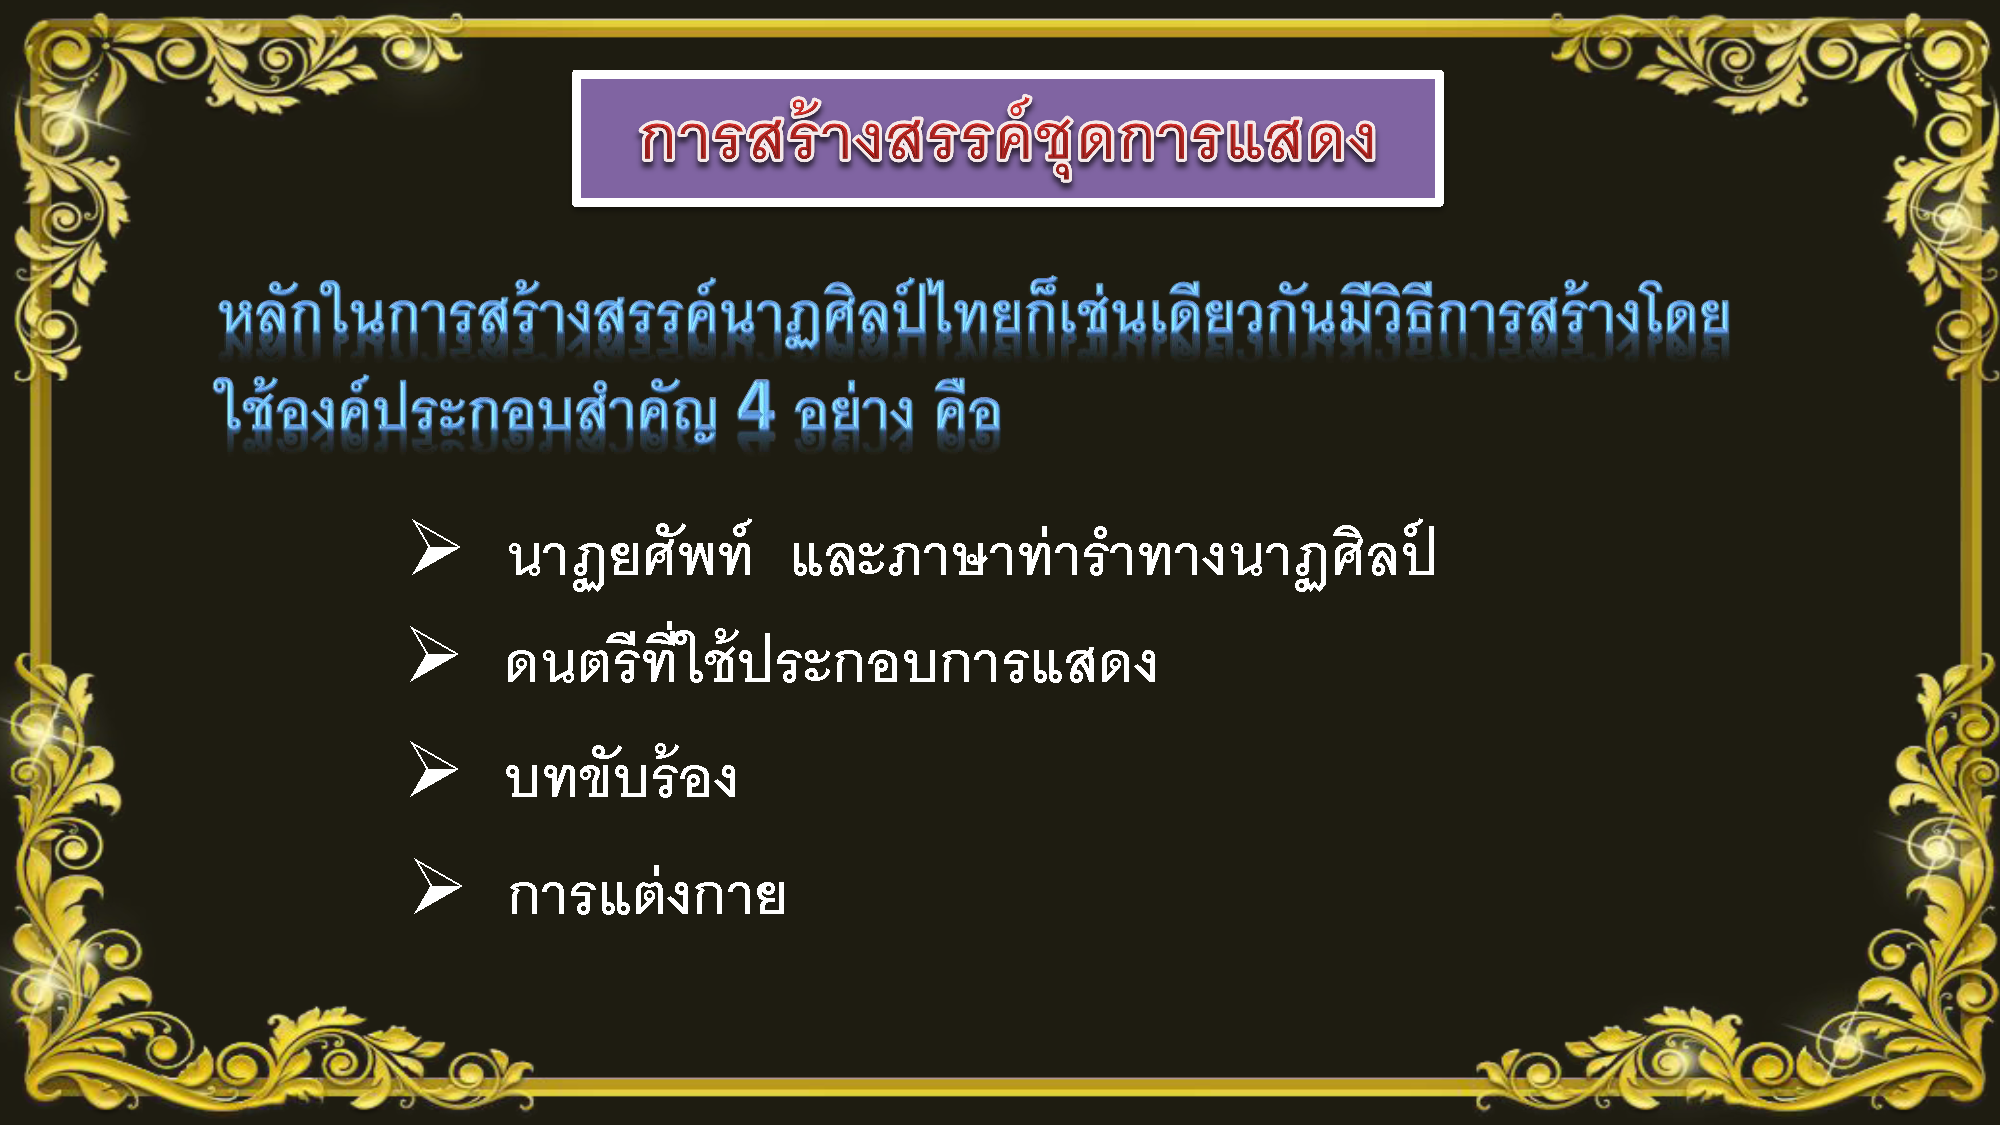 การสร้างสรรค์ชุดการแสดง
หลักในการสร้างสรรค์นาฏศิลป์ไทยก็เช่นเดียวกันมีวิธีการสร้างโดย
ใช้องค์ประกอบสำคัญ 4 อย่าง คือ
➢ นาฏยศัพท์ และภาษาท่ารำทางนาฏศิลป์
➢ ดนตรีที่ใช้ประกอบการแสดง
➢ บทขับร้อง
➢ การแต่งกาย